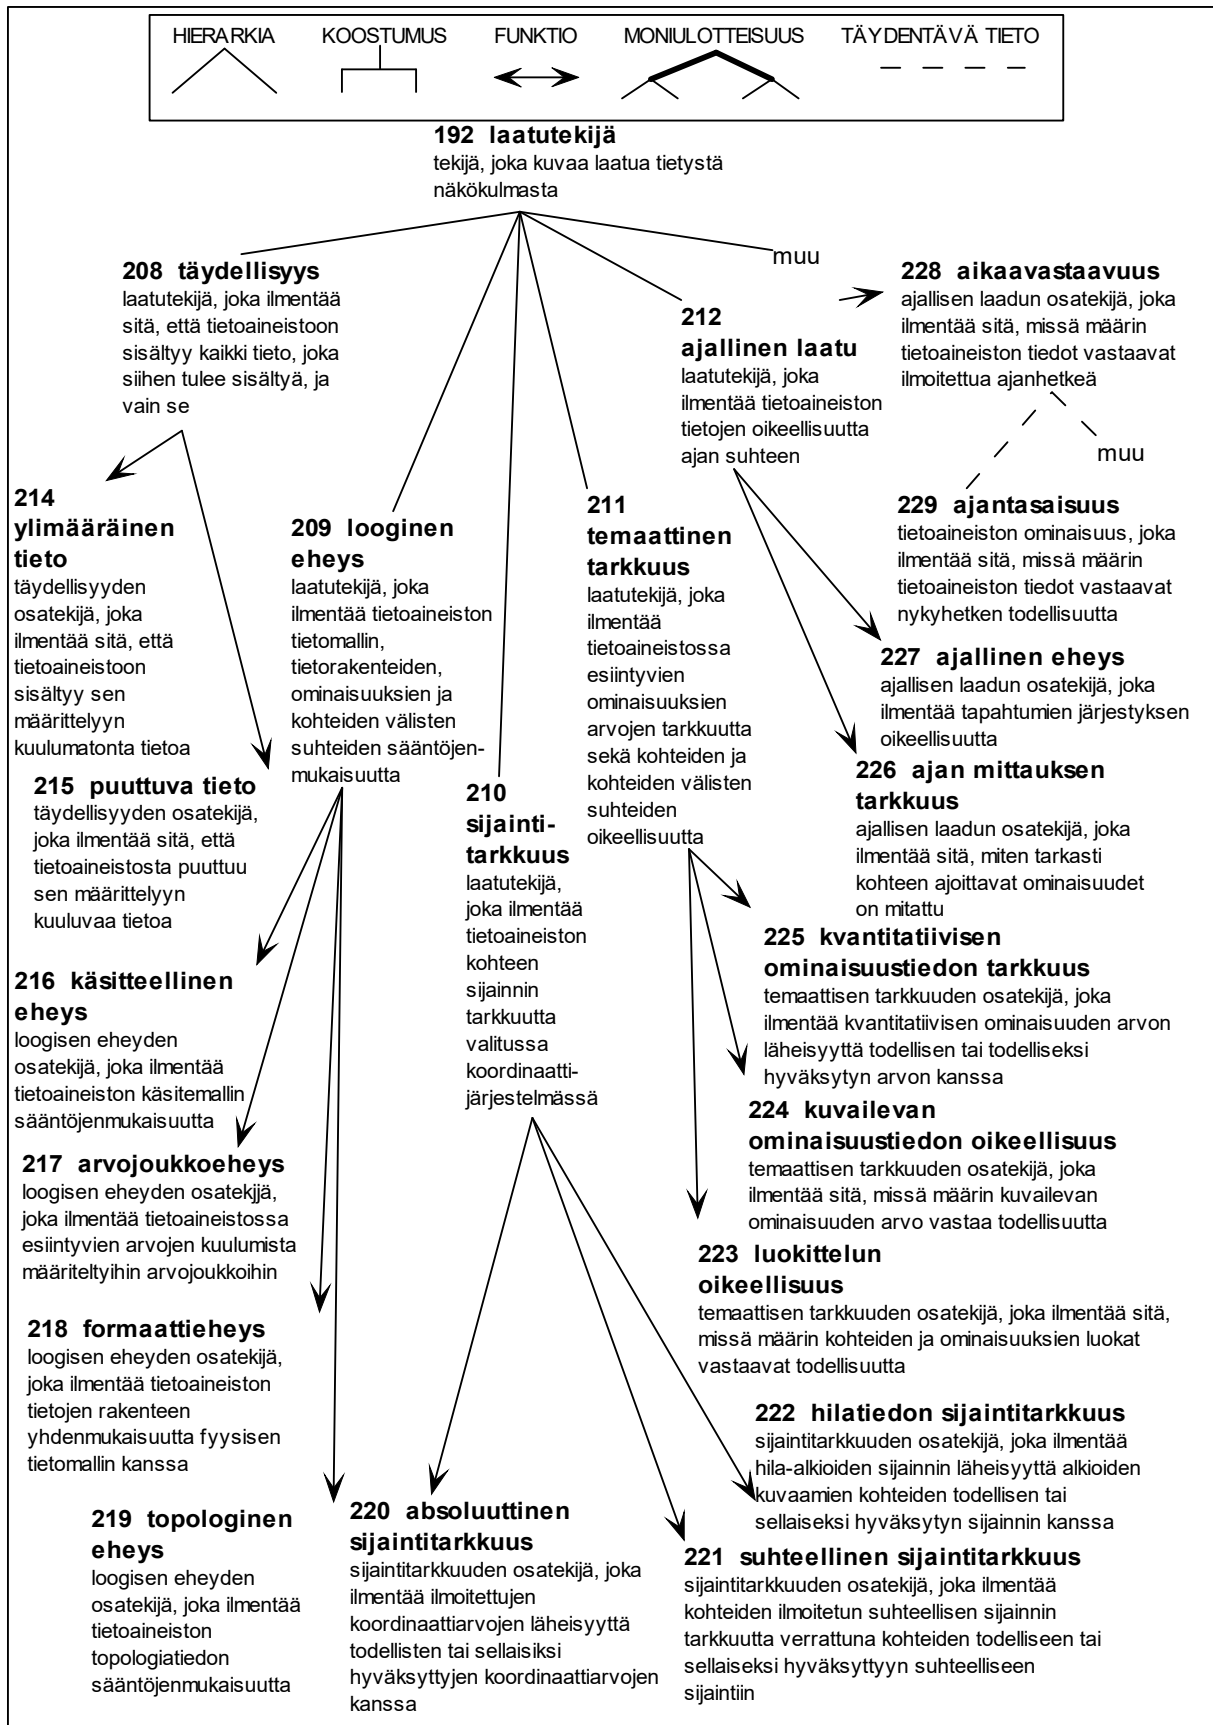 HIERARKIA KOOSTUMUS FUNKTIO MONIULOTTEISUUS TÄYDENTÄVÄ TIETO
192 laatutekijä
tekijä, joka kuvaa laatua tietystä
näkökulmasta
muu
208 täydellisyys
laatutekijä, joka ilmentää
sitä, että tietoaineistoon
sisältyy kaikki tieto, joka
siihen tulee sisältyä, ja
vain se
212
ajallinen laatu
laatutekijä, joka
ilmentää tietoaineiston
tietojen oikeellisuutta
ajan suhteen
228 aikaavastaavuus
ajallisen laadun osatekijä, joka
ilmentää sitä, missä määrin
tietoaineiston tiedot vastaavat
ilmoitettua ajanhetkeä
muu
229 ajantasaisuus
tietoaineiston ominaisuus, joka
ilmentää sitä, missä määrin
tietoaineiston tiedot vastaavat
nykyhetken todellisuutta
214
ylimääräinen
tieto
täydellisyyden
osatekijä, joka
ilmentää sitä, että
tietoaineistoon
sisältyy sen
määrittelyyn
kuulumatonta tietoa
209 looginen
eheys
laatutekijä, joka
ilmentää tietoaineiston
tietomallin,
tietorakenteiden,
ominaisuuksien ja
kohteiden välisten
suhteiden sääntöjen-
mukaisuutta
211
temaattinen
tarkkuus
laatutekijä, joka
ilmentää
tietoaineistossa
esiintyvien
ominaisuuksien
arvojen tarkkuutta
sekä kohteiden ja
kohteiden välisten
suhteiden
oikeellisuutta
227 ajallinen eheys
ajallisen laadun osatekijä, joka
ilmentää tapahtumien järjestyksen
oikeellisuutta
226 ajan mittauksen
tarkkuus
ajallisen laadun osatekijä, joka
ilmentää sitä, miten tarkasti
kohteen ajoittavat ominaisuudet
on mitattu
215 puuttuva tieto
täydellisyyden osatekijä,
joka ilmentää sitä, että
tietoaineistosta puuttuu
sen määrittelyyn
kuuluvaa tietoa
210
sijainti-
tarkkuus
laatutekijä,
joka ilmentää
tietoaineiston
kohteen
sijainnin
tarkkuutta
valitussa
koordinaatti-
järjestelmässä
225 kvantitatiivisen
ominaisuustiedon tarkkuus
temaattisen tarkkuuden osatekijä, joka
ilmentää kvantitatiivisen ominaisuuden arvon
läheisyyttä todellisen tai todelliseksi
hyväksytyn arvon kanssa
216 käsitteellinen
eheys
loogisen eheyden
osatekijä, joka ilmentää
tietoaineiston käsitemallin
sääntöjenmukaisuutta
224 kuvailevan
ominaisuustiedon oikeellisuus
temaattisen tarkkuuden osatekijä, joka
ilmentää sitä, missä määrin kuvailevan
ominaisuuden arvo vastaa todellisuutta
217 arvojoukkoeheys
loogisen eheyden osatekjjä,
joka ilmentää tietoaineistossa
esiintyvien arvojen kuulumista
määriteltyihin arvojoukkoihin
223 luokittelun
oikeellisuus
temaattisen tarkkuuden osatekijä, joka ilmentää sitä,
missä määrin kohteiden ja ominaisuuksien luokat
vastaavat todellisuutta
218 formaattieheys
loogisen eheyden osatekijä,
joka ilmentää tietoaineiston
tietojen rakenteen
yhdenmukaisuutta fyysisen
tietomallin kanssa
222 hilatiedon sijaintitarkkuus
sijaintitarkkuuden osatekijä, joka ilmentää
hila-alkioiden sijainnin läheisyyttä alkioiden
kuvaamien kohteiden todellisen tai
sellaiseksi hyväksytyn sijainnin kanssa
219 topologinen
eheys
loogisen eheyden
osatekijä, joka ilmentää
tietoaineiston
topologiatiedon
sääntöjenmukaisuutta
220 absoluuttinen
sijaintitarkkuus
sijaintitarkkuuden osatekijä, joka
ilmentää ilmoitettujen
koordinaattiarvojen läheisyyttä
todellisten tai sellaisiksi
hyväksyttyjen koordinaattiarvojen
kanssa
221 suhteellinen sijaintitarkkuus
sijaintitarkkuuden osatekijä, joka ilmentää
kohteiden ilmoitetun suhteellisen sijainnin
tarkkuutta verrattuna kohteiden todelliseen tai
sellaiseksi hyväksyttyyn suhteelliseen
sijaintiin